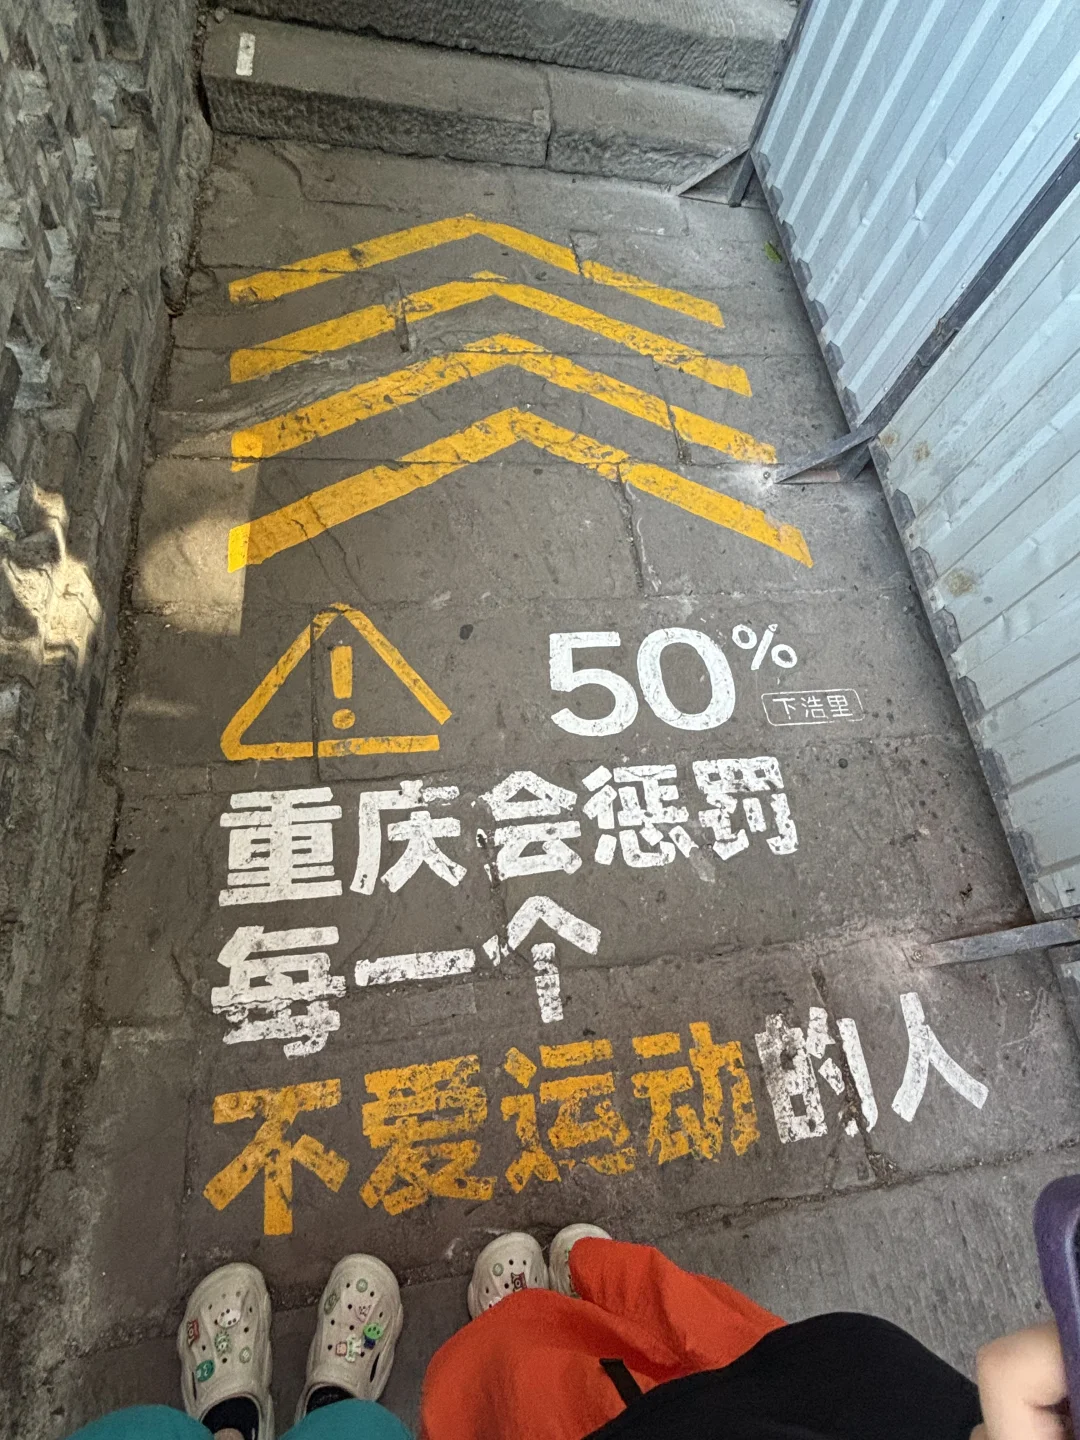 50%
下浩里
重庆会惩罚
每一个
不爱运动的人